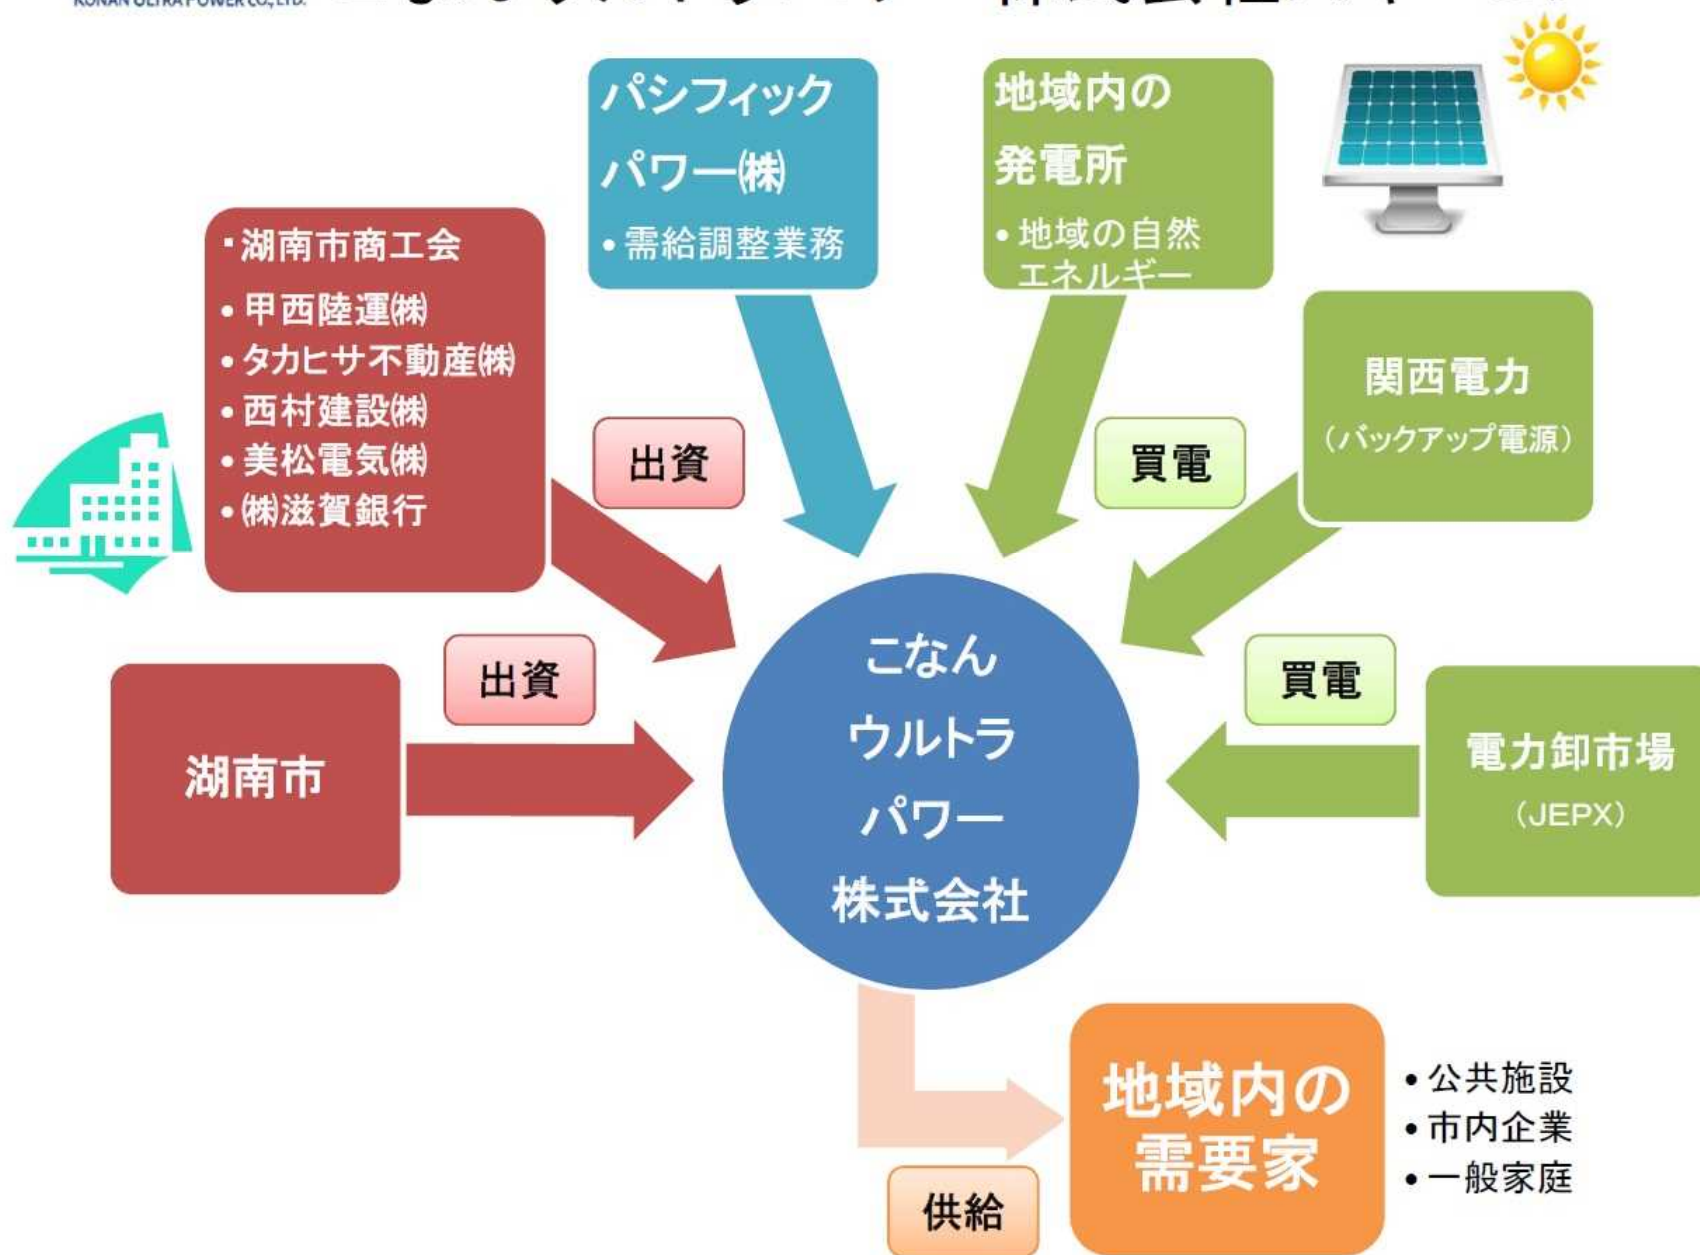 KONAN ULTRA POWER CO., LTD.
パシフィック
パワー㈱
• 需給調整業務
地域内の
発電所
• 地域の自然
エネルギー
・湖南市商工会
• 甲西陸運㈱
• タカヒサ不動産㈱
• 西村建設㈱
• 美松電気㈱
• ㈱滋賀銀行
関西電力
（バックアップ電源）
出資
買電
出資
買電
湖南市
こなん
ウルトラ
パワー
株式会社
電力卸市場
（JEPX）
地域内の
需要家
• 公共施設
• 市内企業
• 一般家庭
供給